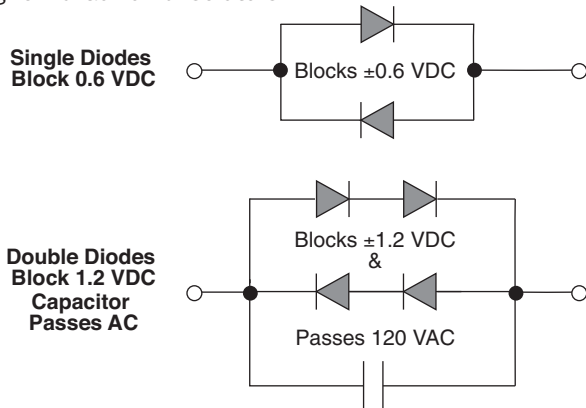 Single Diodes
Block 0.6 VDC
Blocks ±0.6 VDC
Double Diodes
Block 1.2 VDC
Capacitor
Passes AC
Blocks ±1.2 VDC
&
Passes 120 VAC